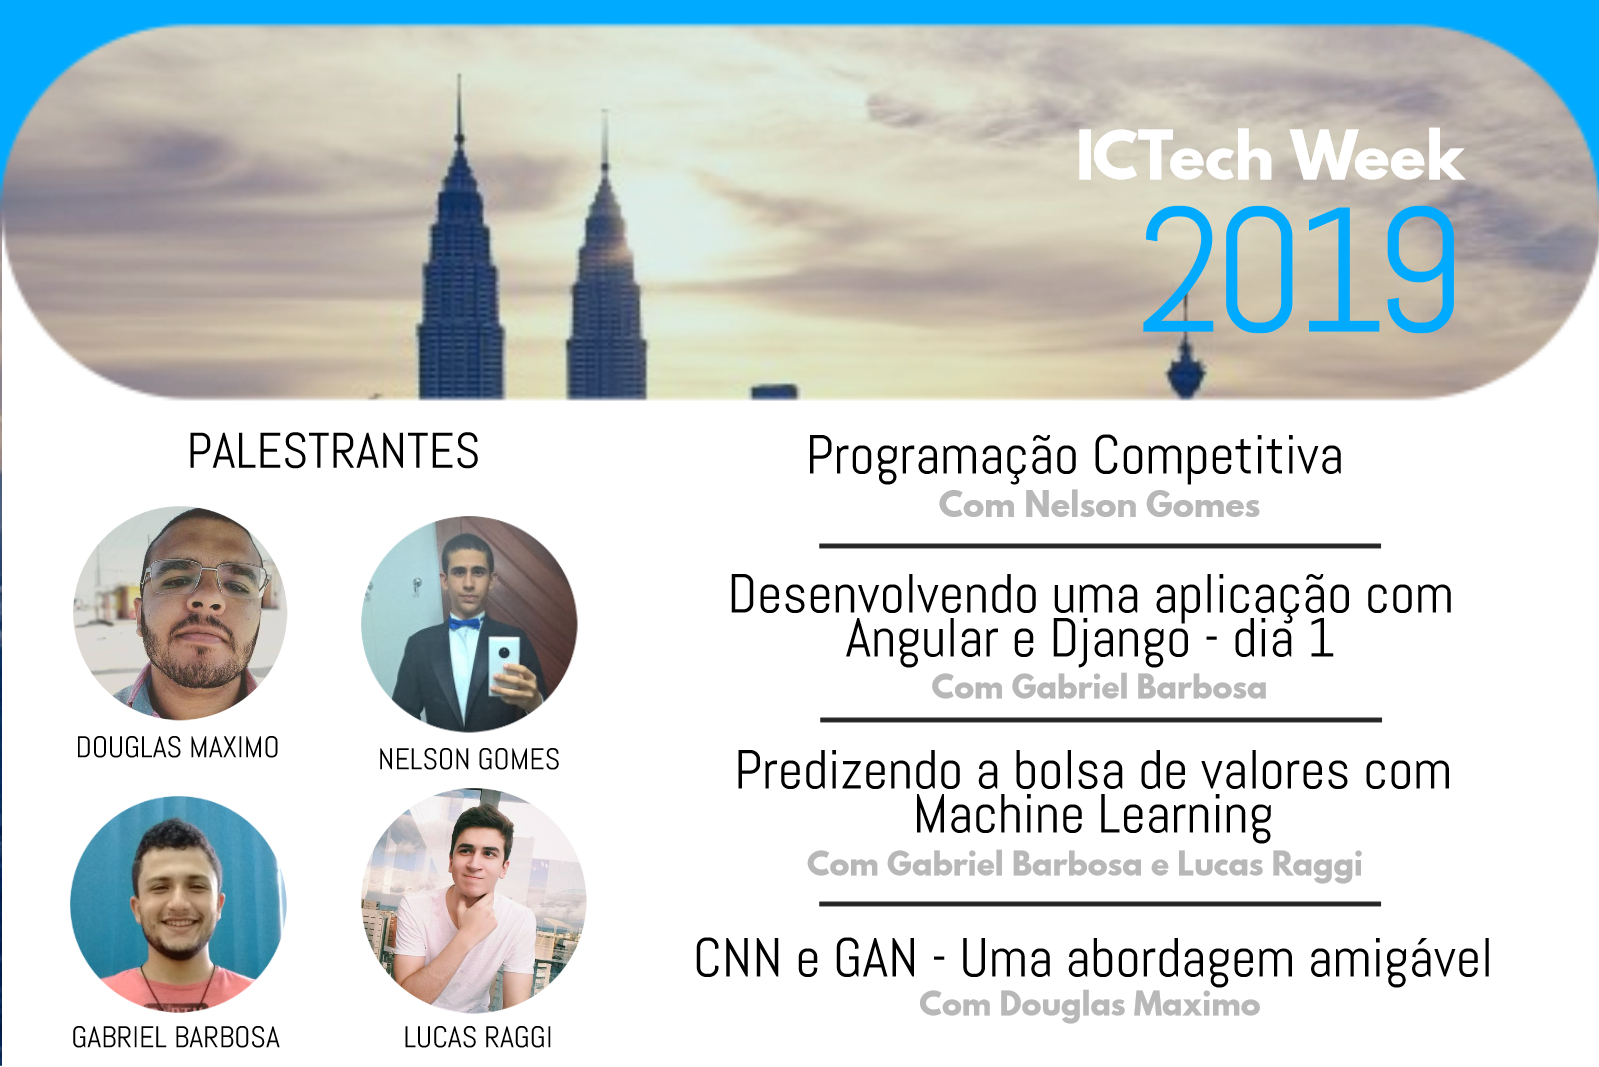 ICTech Week
2019
PALESTRANTES
DOUGLAS MAXIMO
NELSON GOMES
GABRIEL BARBOSA
LUCAS RAGGI
Programação Competitiva
Com Nelson Gomes
Desenvolvendo uma aplicação com
Angular e Django - dia 1
Com Gabriel Barbosa
Predizendo a bolsa de valores com
Machine Learning
Com Gabriel Barbosa e Lucas Raggi
CNN e GAN - Uma abordagem amigável
Com Douglas Maximo